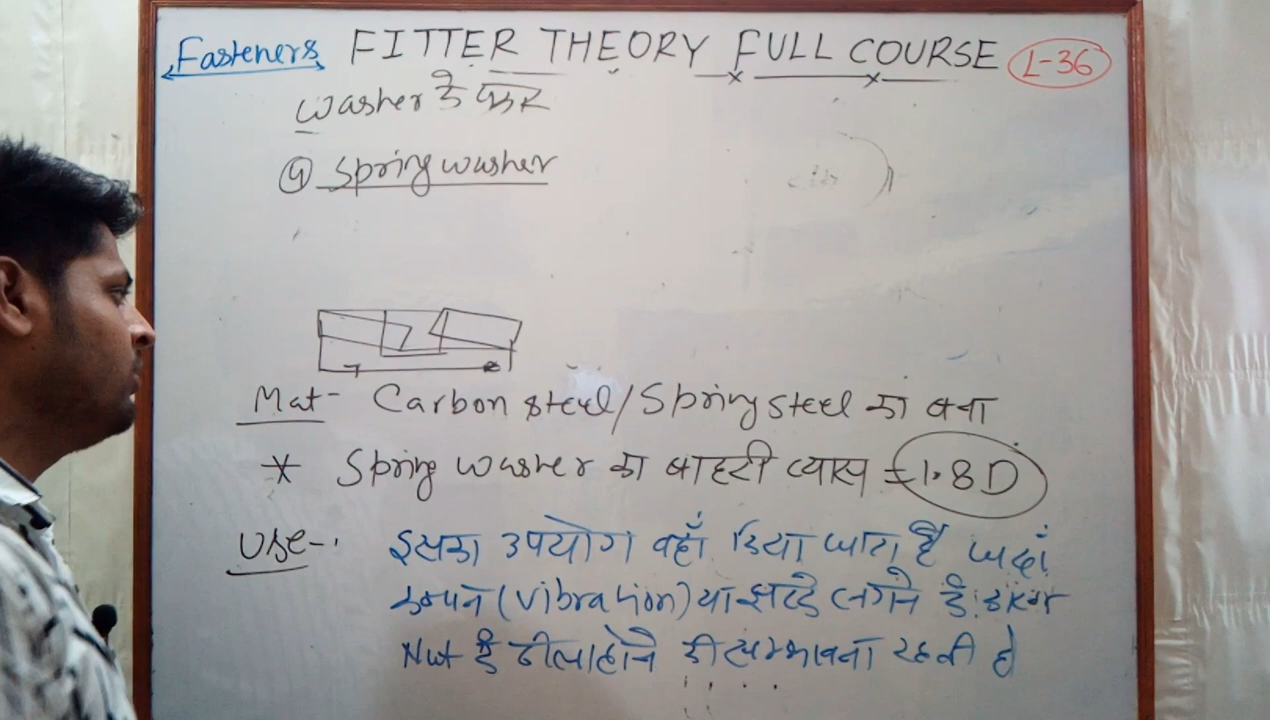 Fasteners FITTER THEORY FULL COURSE L-36
Washer के प्रकार
④ Spring washer
Mat- Carbon steel/Spring steel का बना
* Spring washer का बाहरी व्यास = 1.8D
Use-: इसका उपयोग वहाँ किया जाता है जहां
कम्पन (Vibration) या झटके लगने के
Nut के ढीला होने की सम्भावना रहती हो